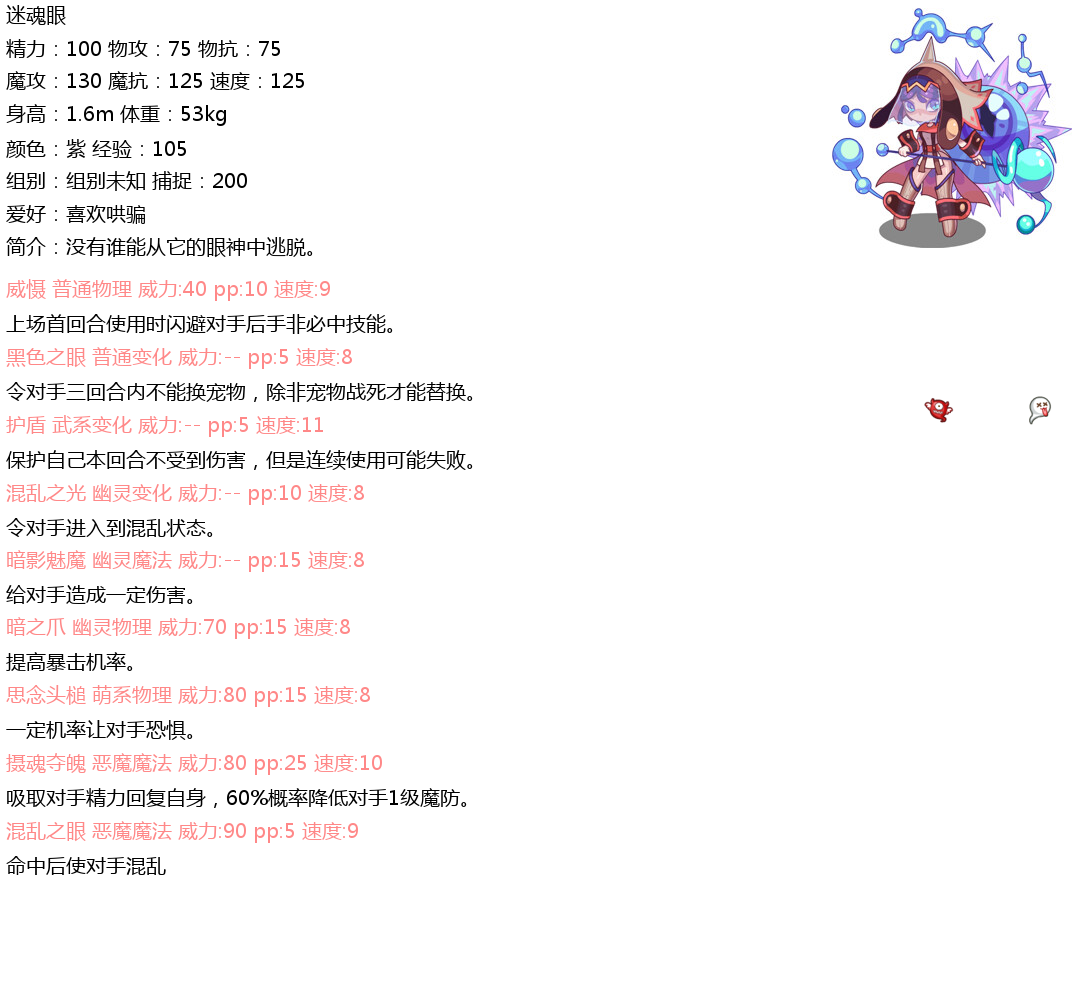 迷魂眼
精力：100 物攻：75 物抗：75
魔攻：130 魔抗：125 速度：125
身高：1.6m 体重：53kg
颜色：紫 经验：105
组别：组别未知 捕捉：200
爱好：喜欢哄骗
简介：没有谁能从它的眼神中逃脱。
威慑 普通物理 威力:40 pp:10 速度:9
上场首回合使用时闪避对手后手非必中技能。
黑色之眼 普通变化 威力:-- pp:5 速度:8
令对手三回合内不能换宠物，除非宠物战死才能替换。
护盾 武系变化 威力:-- pp:5 速度:11
保护自己本回合不受到伤害，但是连续使用可能失败。
混乱之光 幽灵变化 威力:-- pp:10 速度:8
令对手进入到混乱状态。
暗影魅魔 幽灵魔法 威力:-- pp:15 速度:8
给对手造成一定伤害。
暗之爪 幽灵物理 威力:70 pp:15 速度:8
提高暴击机率。
思念头槌 萌系物理 威力:80 pp:15 速度:8
一定机率让对手恐惧。
摄魂夺魄 恶魔魔法 威力:80 pp:25 速度:10
吸取对手精力回复自身，60%概率降低对手1级魔防。
混乱之眼 恶魔魔法 威力:90 pp:5 速度:9
命中后使对手混乱